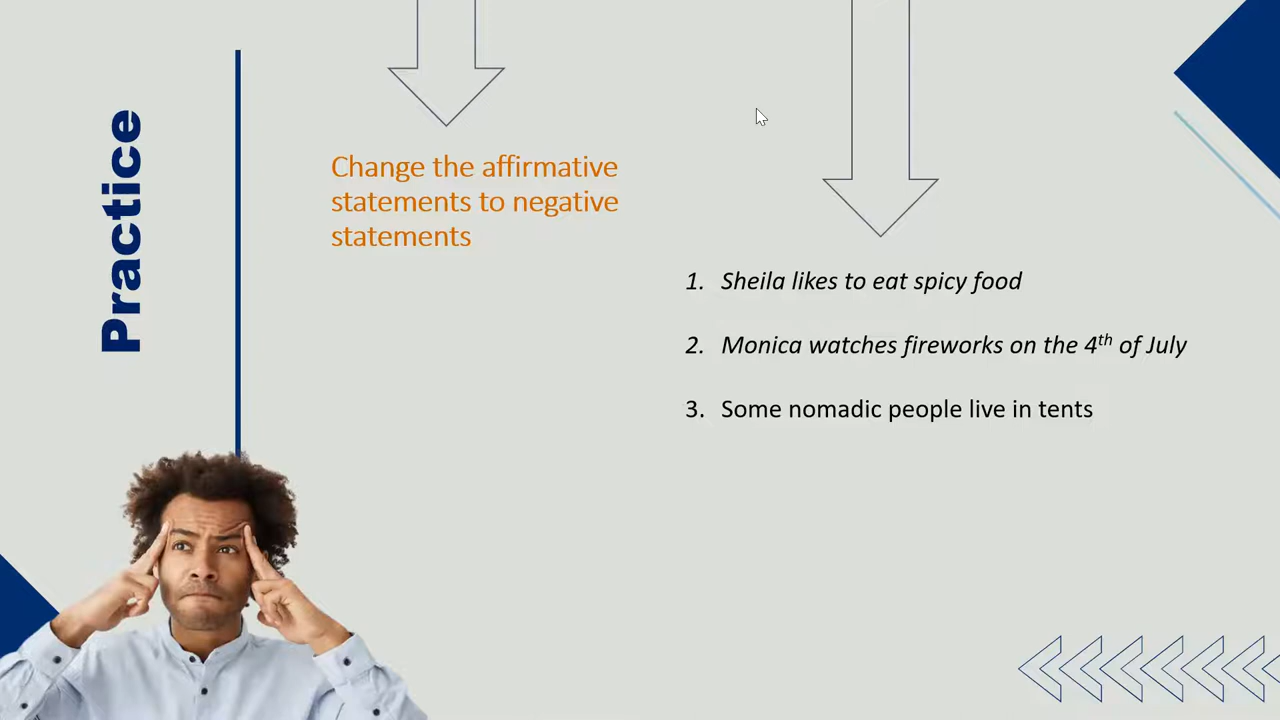 Practice
Change the affirmative
statements to negative
statements
1. Sheila likes to eat spicy food
2. Monica watches fireworks on the 4th of July
3. Some nomadic people live in tents